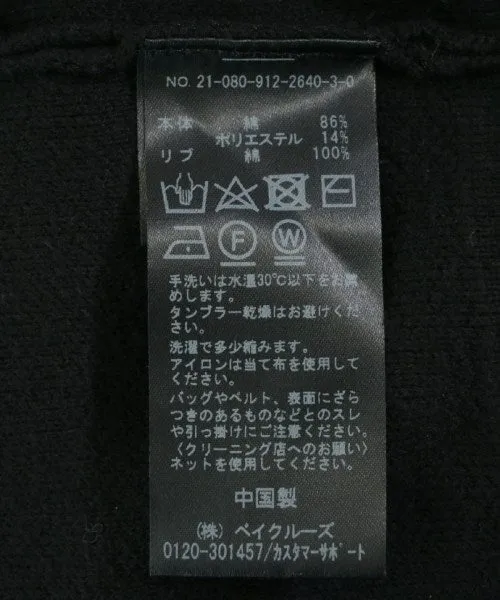 NO. 21-080-912-2640-3-0
本体 綿 86%
ポリエステル 14%
リブ 綿 100%
F W
手洗いは水温30℃以下をお薦
めします。
タンブラー乾燥はお避けくだ
さい。
洗濯で多少縮みます。
アイロンは当て布を使用して
ください。
バッグやベルト、表面にざら
つきのあるものなどとのスレ
や引っ掛けにご注意ください。
〈クリーニング店へのお願い〉
ネットを使用してください。
中国製
(株) ベイクルーズ
0120-301457/カスタマーサポート